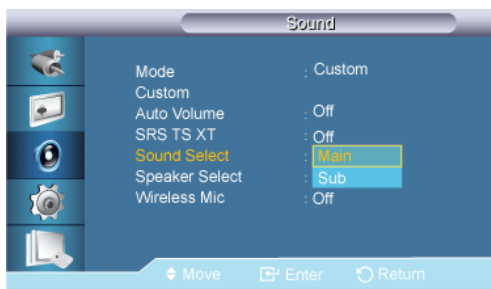 Sound
Mode : Custom
Custom
Auto Volume : Off
SRS TS XT : Off
Sound Select : Main
Speaker Select : Sub
Wireless Mic : Off
Move Enter Return